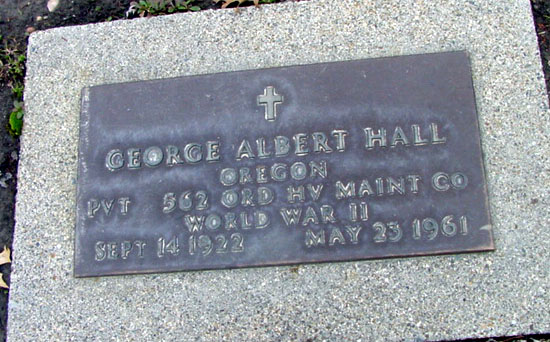 GEORGE ALBERT HALL
OREGON
PVT 562 ORD HV MAINT CO
WORLD WAR II
SEPT 14 1922 MAY 23 1961